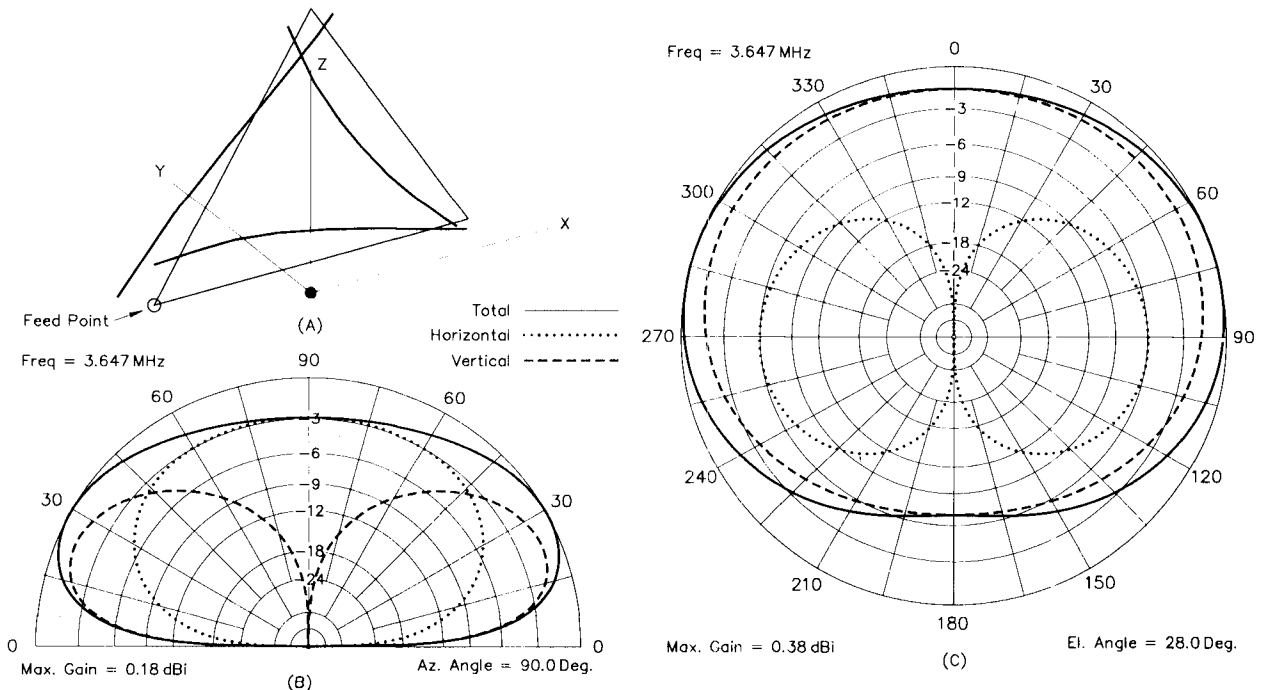 Z
Y
X
Feed Point
(A)
Total
Horizontal
Vertical
Freq = 3.647 MHz
90
60
60
30
30
0
0
-3
-6
-9
-12
-18
-24
Max. Gain = 0.18 dBi
Az. Angle = 90.0 Deg.
(B)
Freq = 3.647 MHz
0
330
30
300
60
270
90
240
120
210
150
180
-3
-6
-9
-12
-18
-24
Max. Gain = 0.38 dBi
El. Angle = 28.0 Deg.
(C)